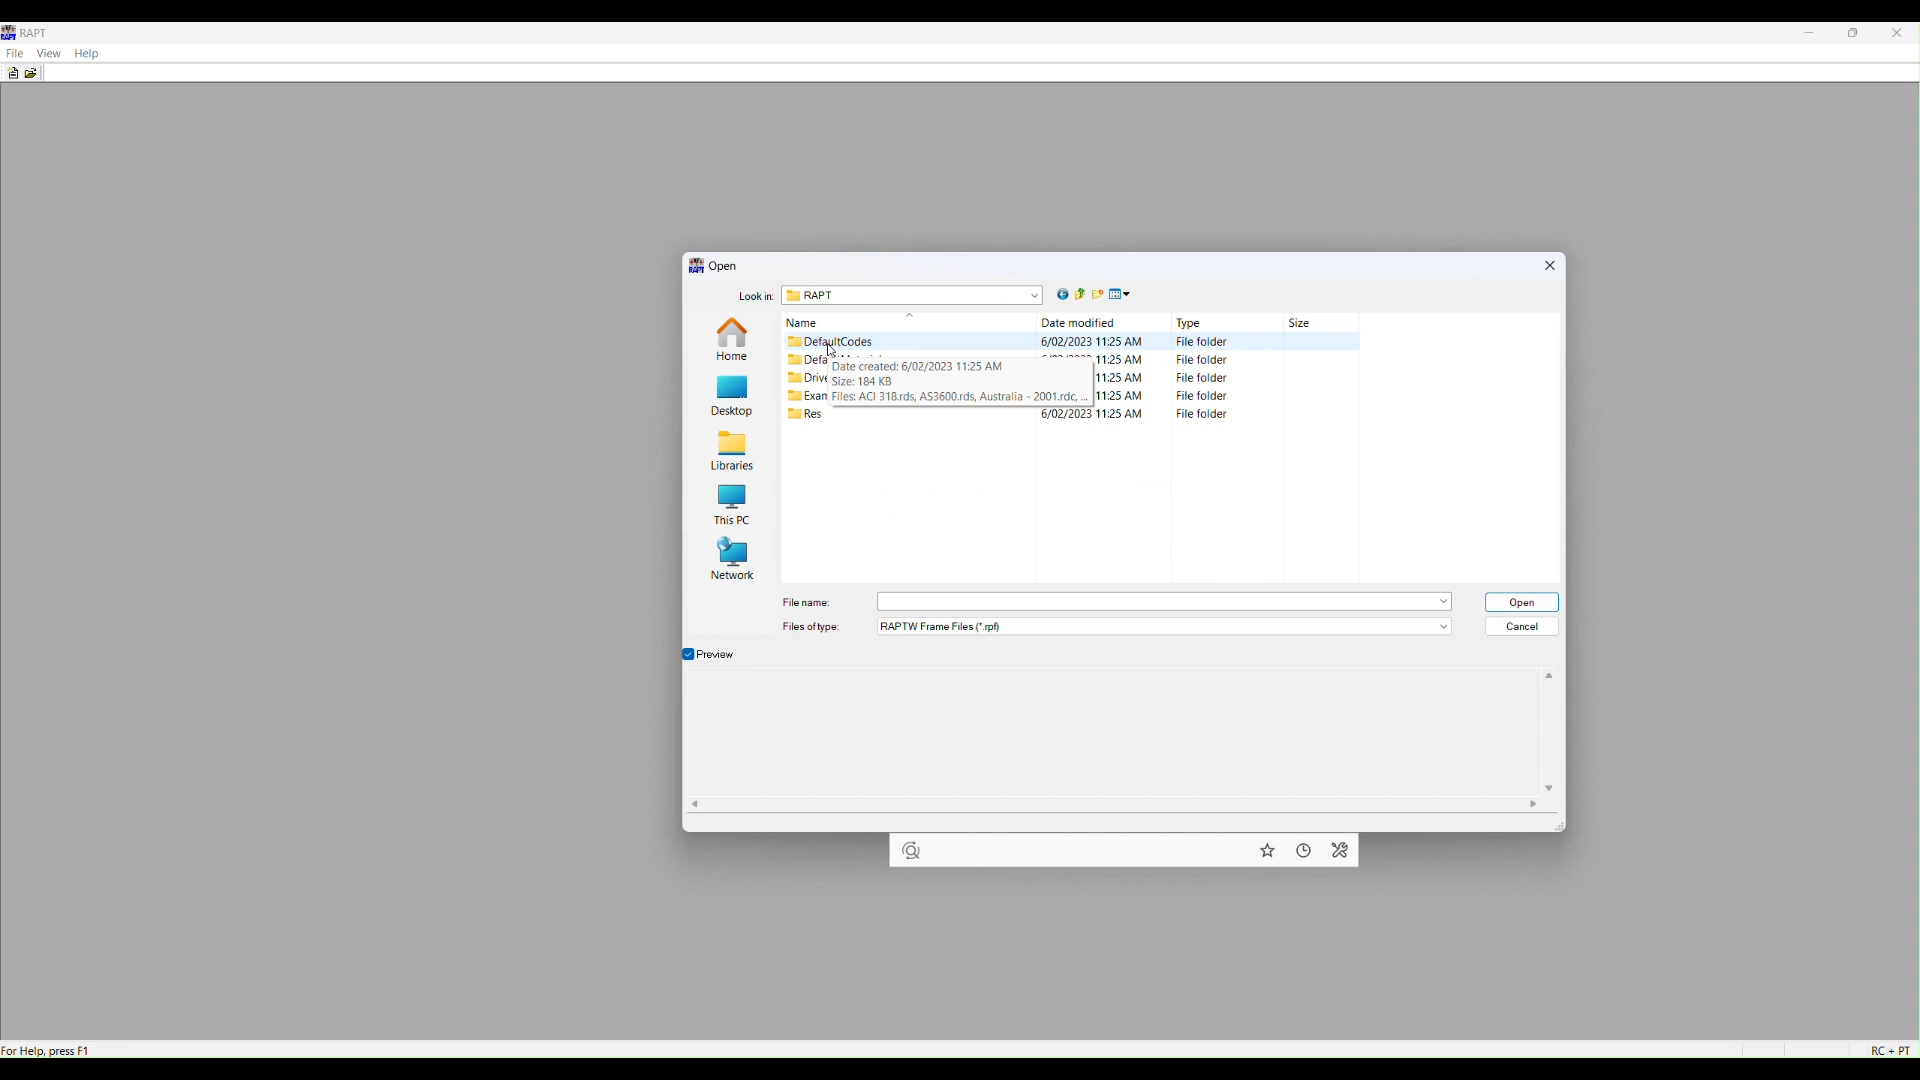 RAPT
File View Help
Open
Look in: RAPT
Name Date modified Type Size
DefaultCodes 6/02/2023 11:25 AM File folder
11:25 AM File folder
11:25 AM File folder
11:25 AM File folder
Res 6/02/2023 11:25 AM File folder
Date created: 6/02/2023 11:25 AM
Size: 184 KB
Files: ACI 318.rds, AS3600.rds, Australia - 2001.rdc, ...
Home
Desktop
Libraries
This PC
Network
File name: Open
Files of type: RAPTW Frame Files (*.rpf) Cancel
Preview
For Help, press F1 RC + PT